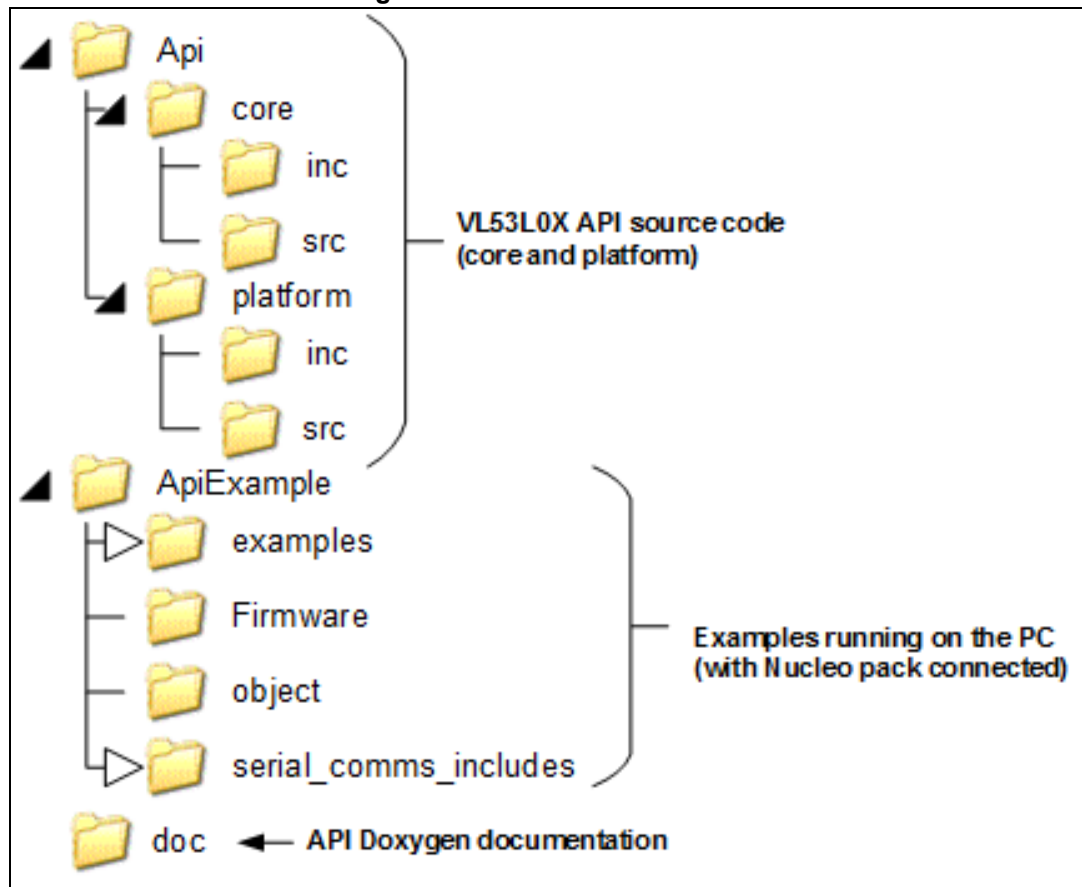 Api
core
inc
src
VL53L0X API source code
(core and platform)
platform
inc
src
ApiExample
examples
Firmware
Examples running on the PC
(with Nucleo pack connected)
object
serial_comms_includes
doc
API Doxygen documentation